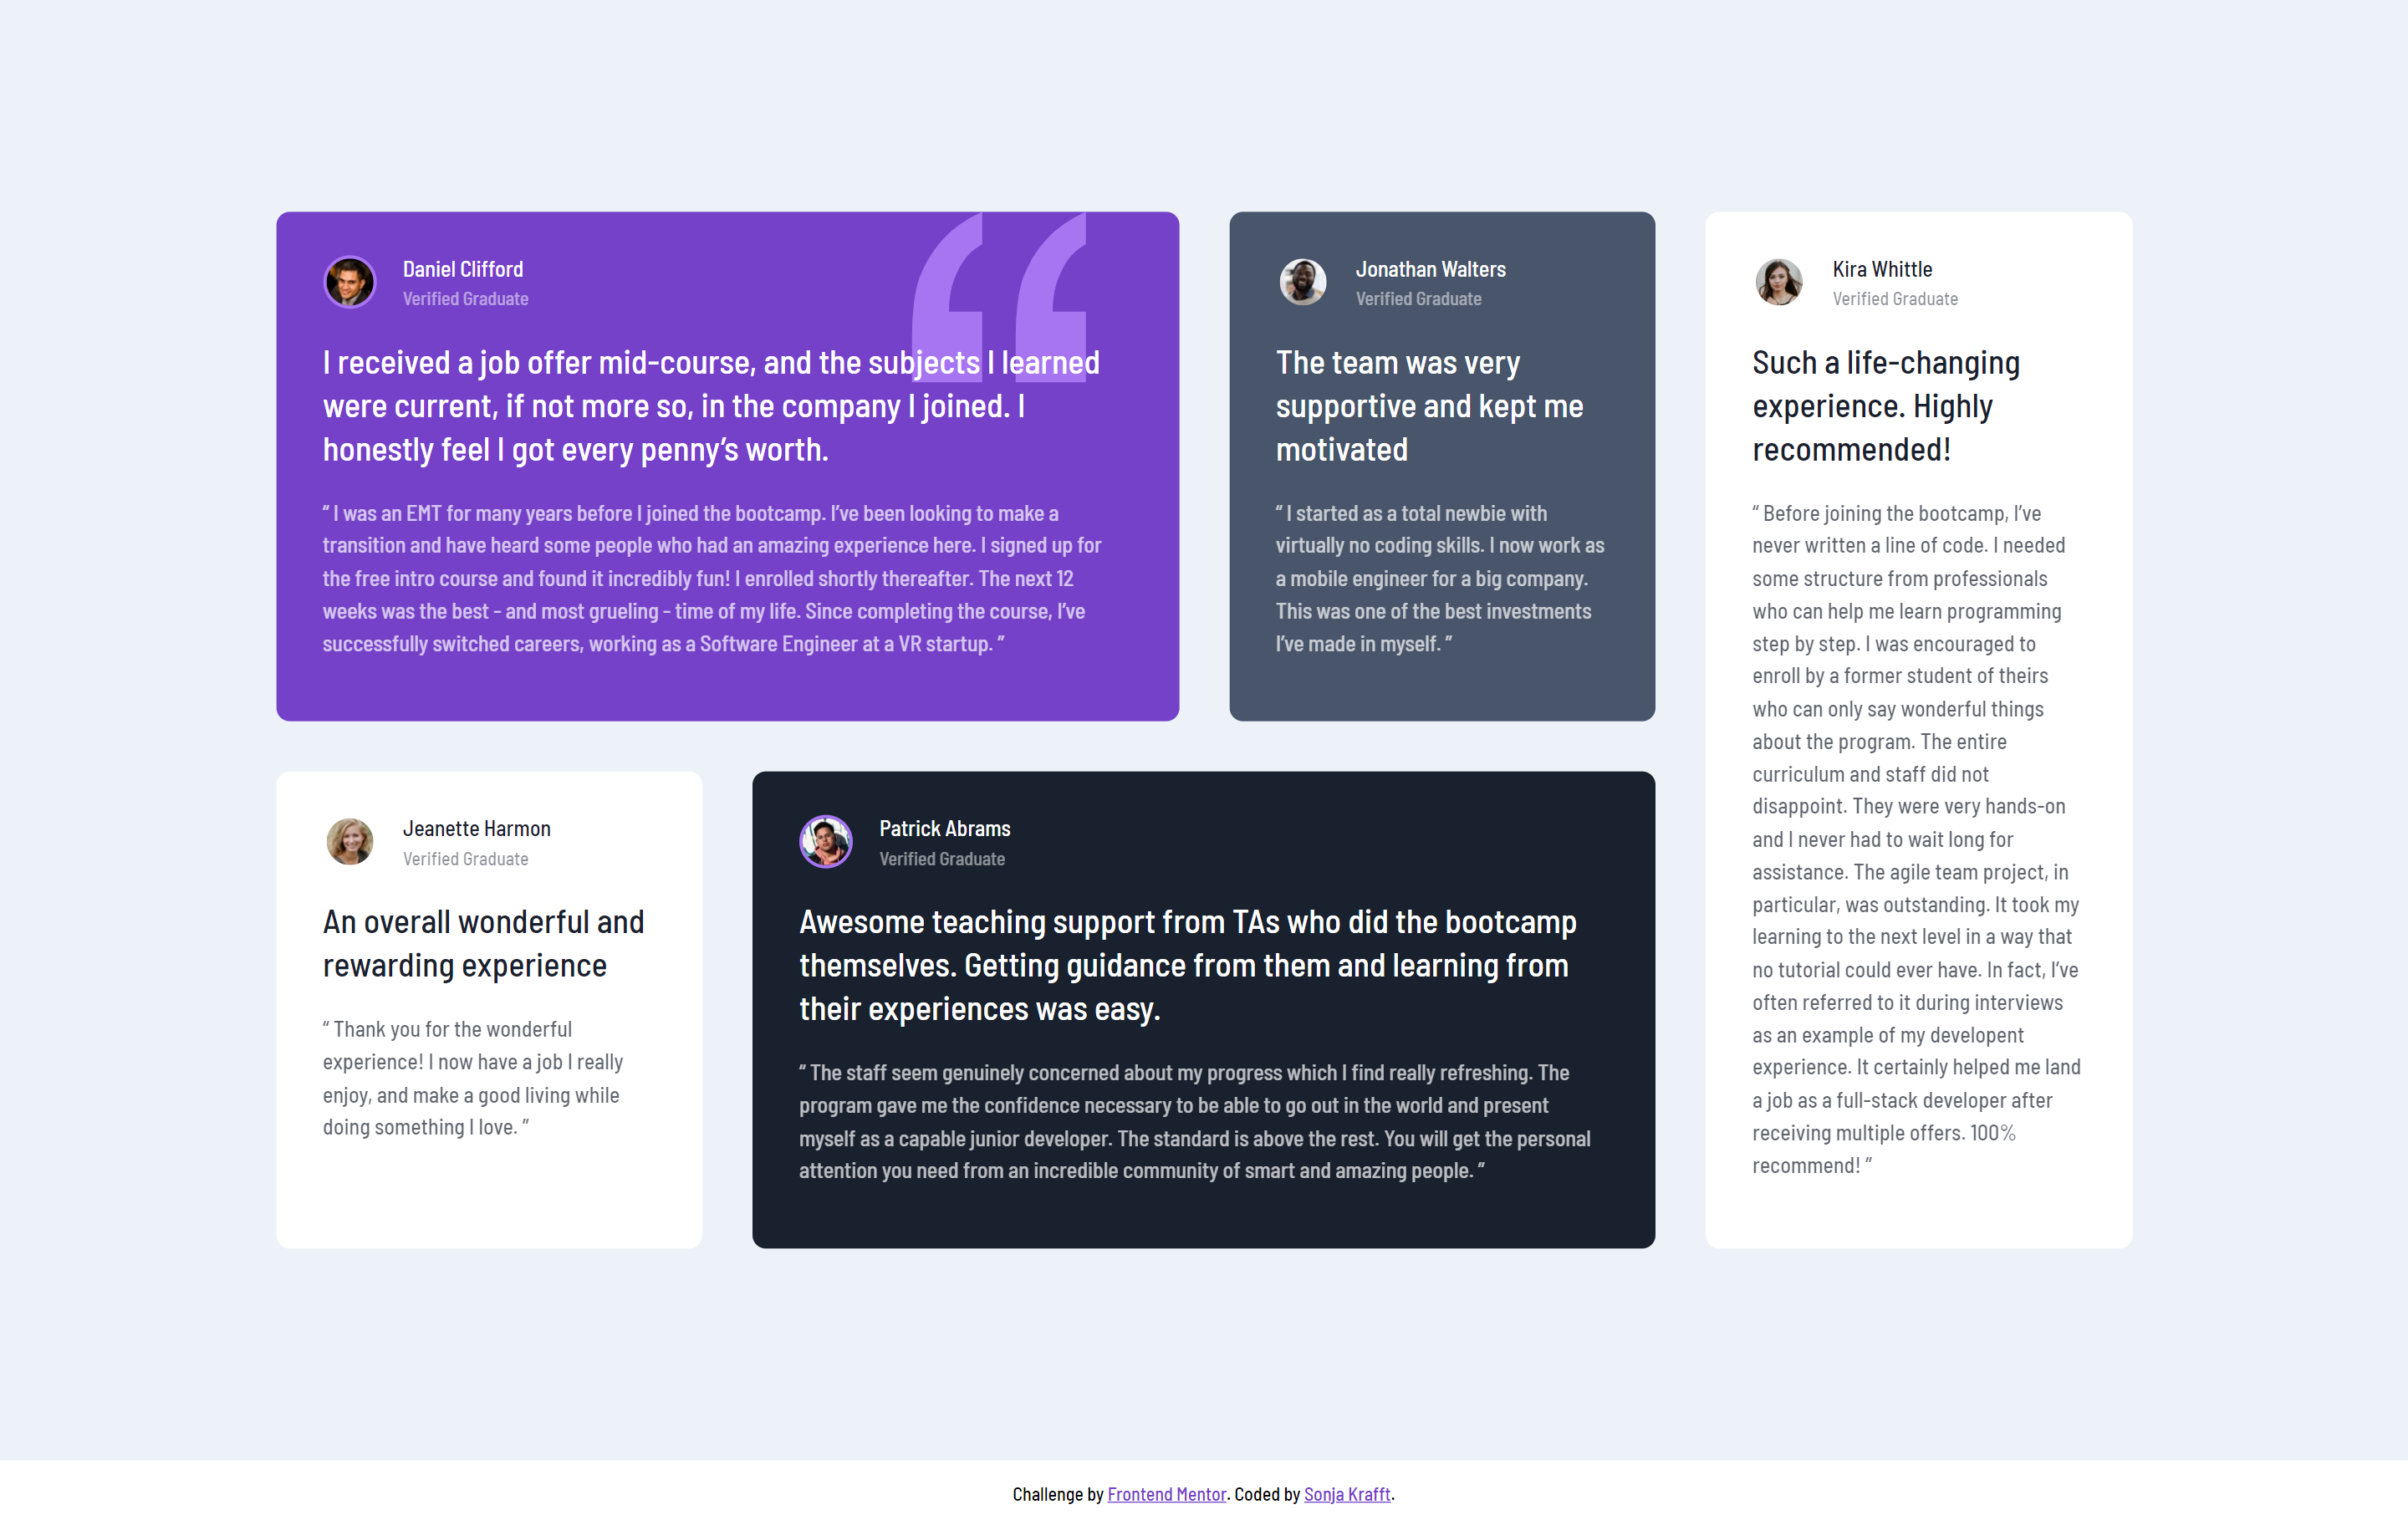 Daniel Clifford
Verified Graduate
I received a job offer mid-course, and the subjects I learned
were current, if not more so, in the company I joined. I
honestly feel I got every penny’s worth.
“ I was an EMT for many years before I joined the bootcamp. I’ve been looking to make a
transition and have heard some people who had an amazing experience here. I signed up for
the free intro course and found it incredibly fun! I enrolled shortly thereafter. The next 12
weeks was the best - and most grueling - time of my life. Since completing the course, I’ve
successfully switched careers, working as a Software Engineer at a VR startup. ”
Jonathan Walters
Verified Graduate
The team was very
supportive and kept me
motivated
“ I started as a total newbie with
virtually no coding skills. I now work as
a mobile engineer for a big company.
This was one of the best investments
I’ve made in myself. ”
Kira Whittle
Verified Graduate
Such a life-changing
experience. Highly
recommended!
“ Before joining the bootcamp, I’ve
never written a line of code. I needed
some structure from professionals
who can help me learn programming
step by step. I was encouraged to
enroll by a former student of theirs
who can only say wonderful things
about the program. The entire
curriculum and staff did not
disappoint. They were very hands-on
and I never had to wait long for
assistance. The agile team project, in
particular, was outstanding. It took my
learning to the next level in a way that
no tutorial could ever have. In fact, I’ve
often referred to it during interviews
as an example of my developent
experience. It certainly helped me land
a job as a full-stack developer after
receiving multiple offers. 100%
recommend! ”
Jeanette Harmon
Verified Graduate
An overall wonderful and
rewarding experience
“ Thank you for the wonderful
experience! I now have a job I really
enjoy, and make a good living while
doing something I love. ”
Patrick Abrams
Verified Graduate
Awesome teaching support from TAs who did the bootcamp
themselves. Getting guidance from them and learning from
their experiences was easy.
“ The staff seem genuinely concerned about my progress which I find really refreshing. The
program gave me the confidence necessary to be able to go out in the world and present
myself as a capable junior developer. The standard is above the rest. You will get the personal
attention you need from an incredible community of smart and amazing people. ”
Challenge by Frontend Mentor. Coded by Sonja Krafft.